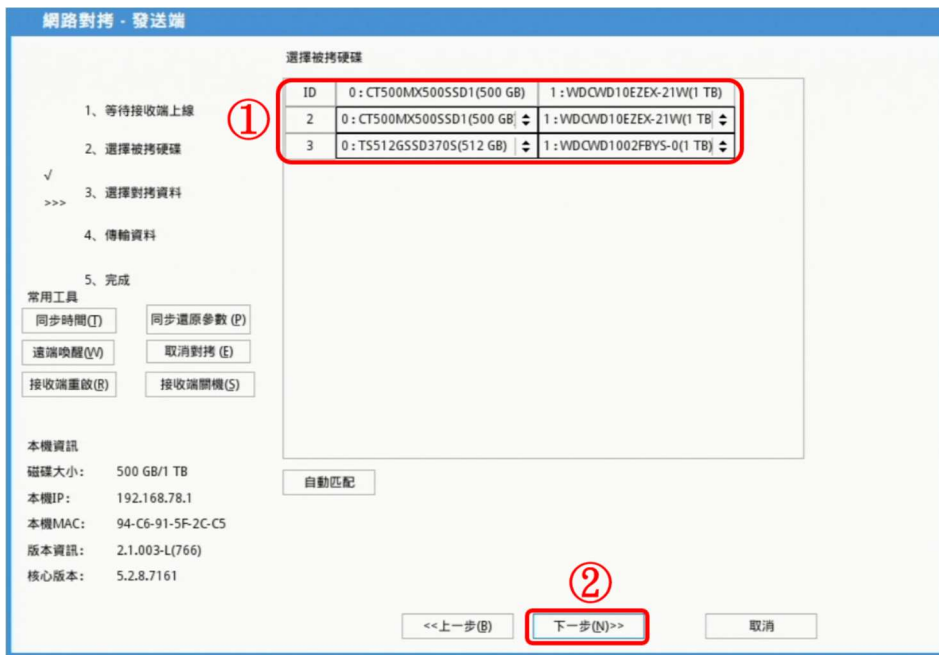 網路對拷 - 發送端
選擇被拷硬碟
ID 0：CT500MX500SSD1(500 GB) 1：WDCWD10EZEX-21W(1 TB)
① 2 0：CT500MX500SSD1(500 GB 1：WDCWD10EZEX-21W(1 TB
3 0：TS512GSSD370S(512 GB) 1：WDCWD1002FBYS-0(1 TB)
1、等待接收端上線
2、選擇被拷硬碟
√
>>> 3、選擇對拷資料
4、傳輸資料
5、完成
常用工具
同步時間(T) 同步還原參數 (P)
遠端喚醒(W) 取消對拷 (E)
接收端重啟(R) 接收端關機(S)
本機資訊
磁碟大小: 500 GB/1 TB
本機IP: 192.168.78.1
本機MAC: 94-C6-91-5F-2C-C5
版本資訊: 2.1.003-L(766)
核心版本: 5.2.8.7161
自動匹配
②
<<上一步(B) 下一步(N)>> 取消